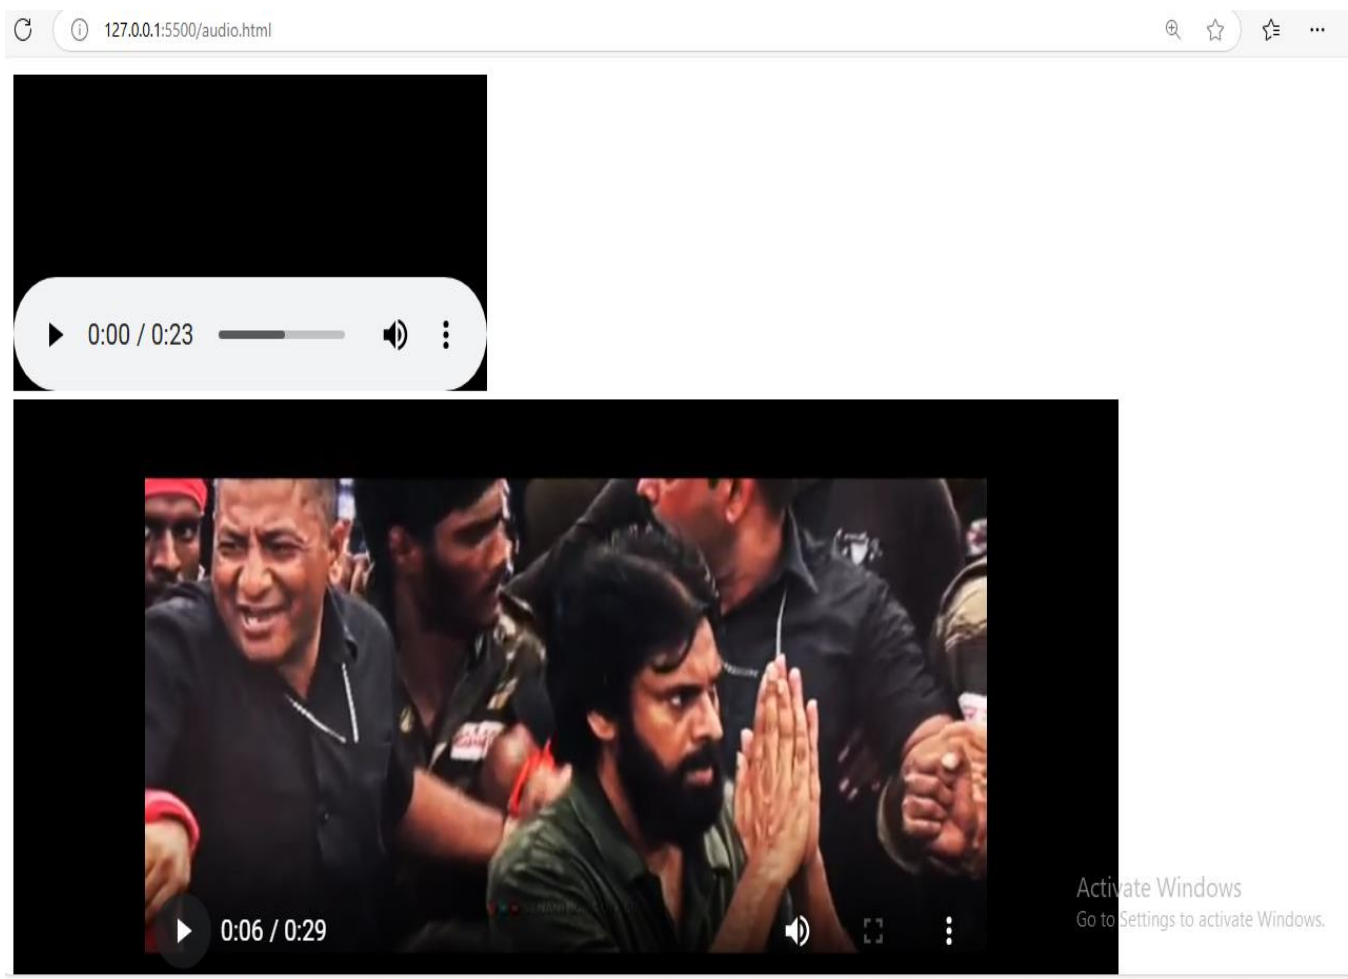 127.0.0.1:5500/audio.html
0:00 / 0:23
0:06 / 0:29
Activate Windows
Go to Settings to activate Windows.